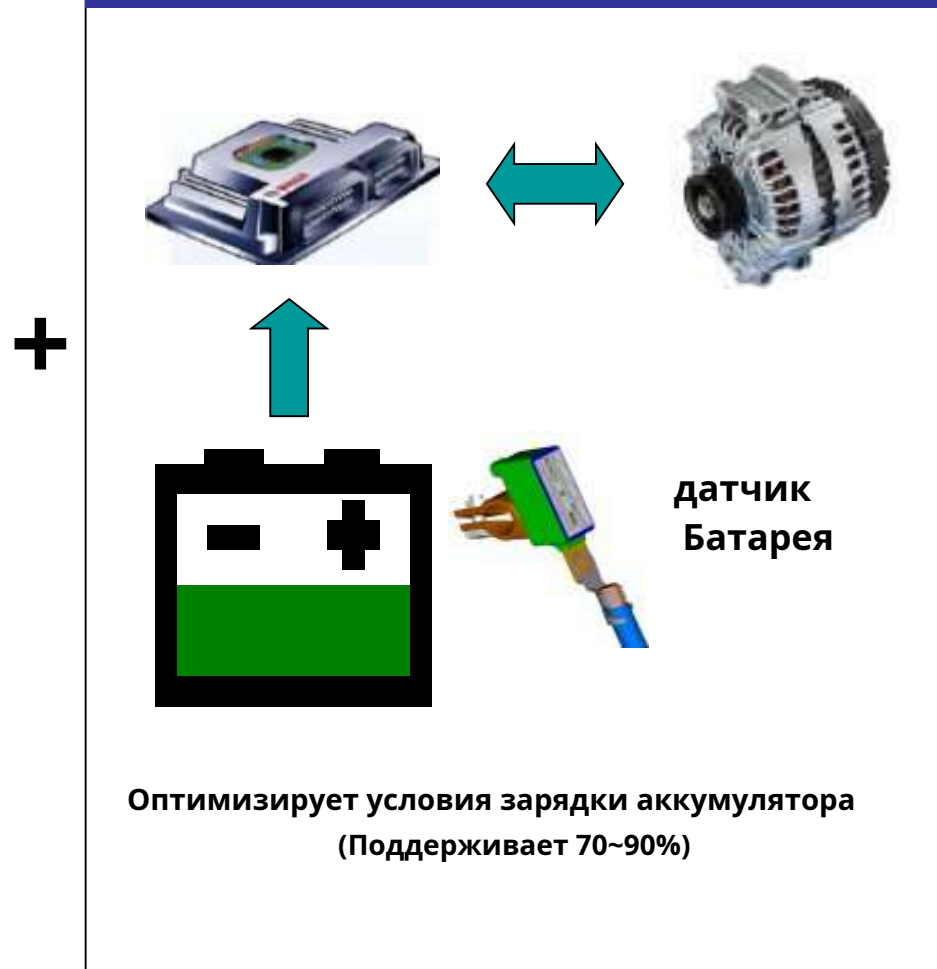 +
датчик
Батарея
Оптимизирует условия зарядки аккумулятора
(Поддерживает 70~90%)